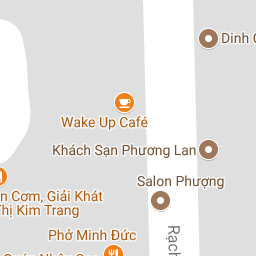 Dinh
Wake Up Café
Khách Sạn Phương Lan
Salon Phượng
Cơm, Giải Khát
Thị Kim Trang
Phở Minh Đức
Rạch